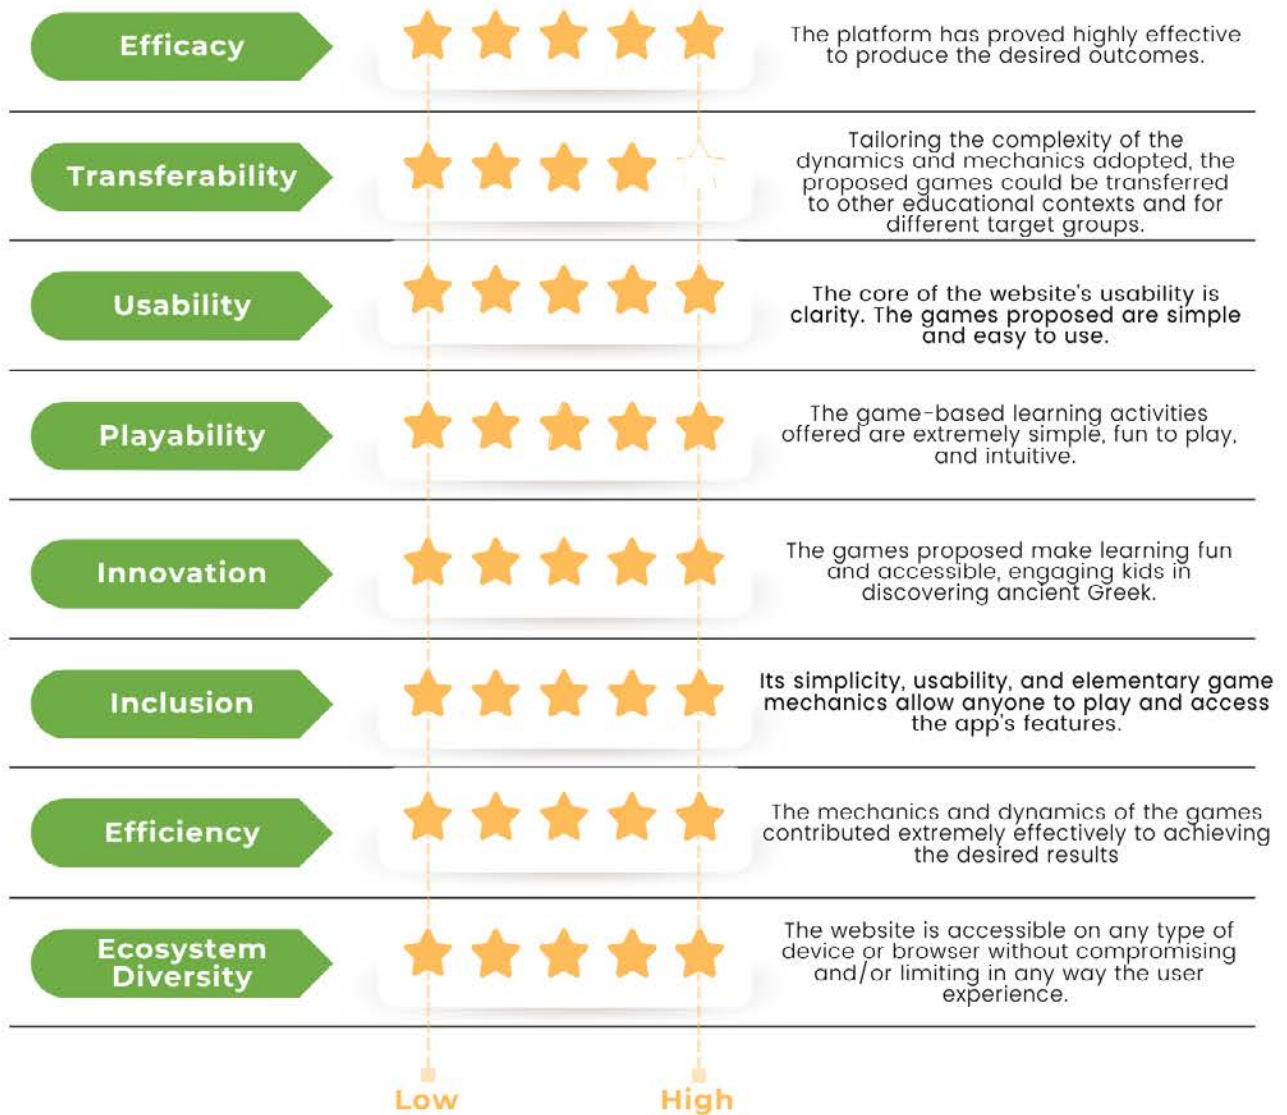 Efficacy
The platform has proved highly effective
to produce the desired outcomes.
Transferability
Tailoring the complexity of the
dynamics and mechanics adopted, the
proposed games could be transferred
to other educational contexts and for
different target groups.
Usability
The core of the website's usability is
clarity. The games proposed are simple
and easy to use.
Playability
The game-based learning activities
offered are extremely simple, fun to play,
and intuitive.
Innovation
The games proposed make learning fun
and accessible, engaging kids in
discovering ancient Greek.
Inclusion
Its simplicity, usability, and elementary game
mechanics allow anyone to play and access
the app's features.
Efficiency
The mechanics and dynamics of the games
contributed extremely effectively to achieving
the desired results
Ecosystem
Diversity
The website is accessible on any type of
device or browser without compromising
and/or limiting in any way the user
experience.
Low
High